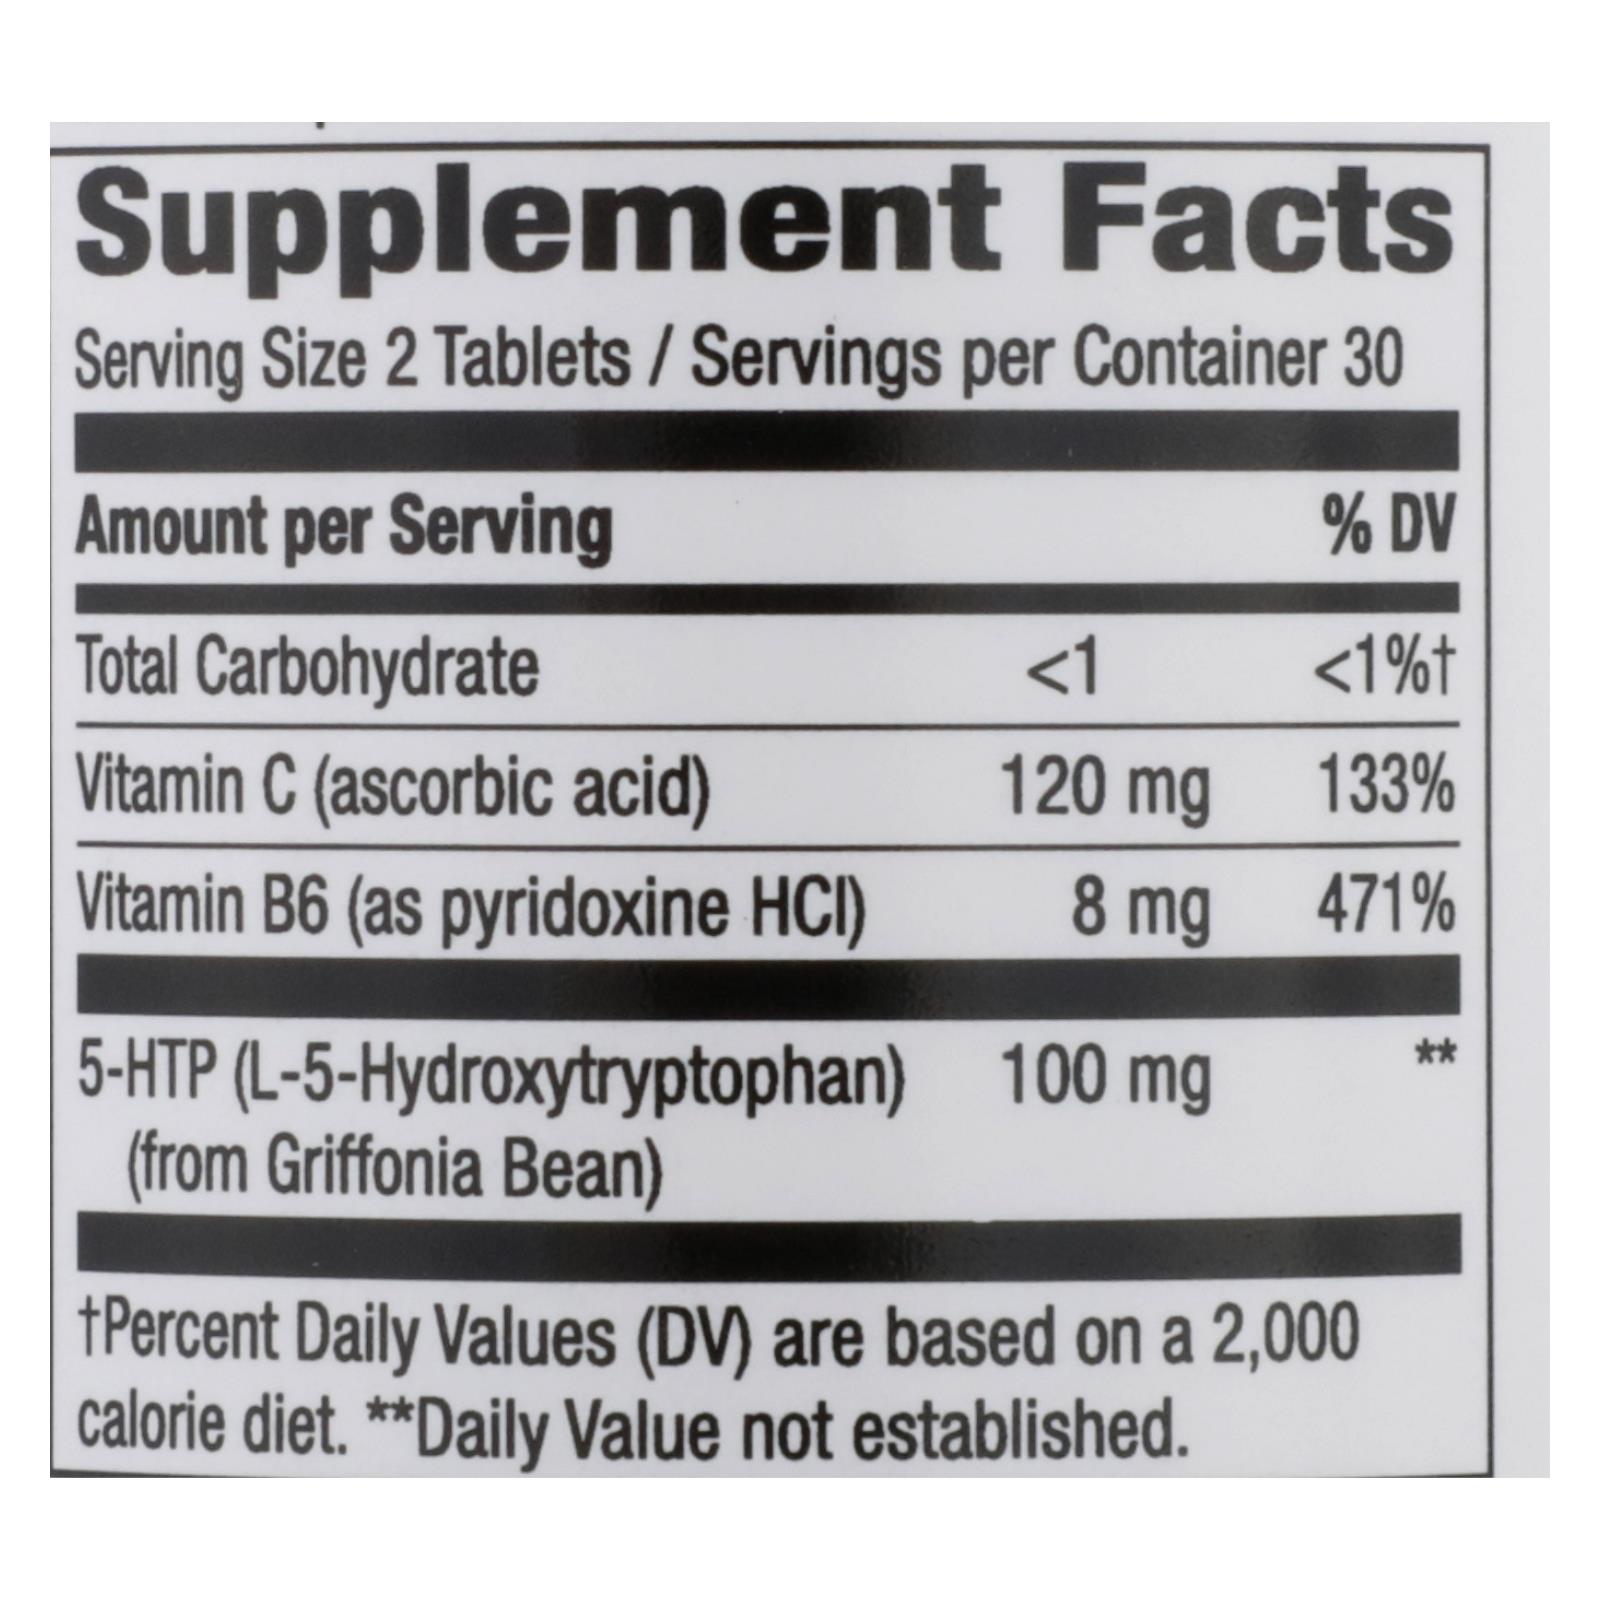 Supplement Facts
Serving Size 2 Tablets / Servings per Container 30
Amount per Serving % DV
Total Carbohydrate <1 <1%†
Vitamin C (ascorbic acid) 120 mg 133%
Vitamin B6 (as pyridoxine HCl) 8 mg 471%
5-HTP (L-5-Hydroxytryptophan) 100 mg **
(from Griffonia Bean)
†Percent Daily Values (DV) are based on a 2,000
calorie diet. **Daily Value not established.